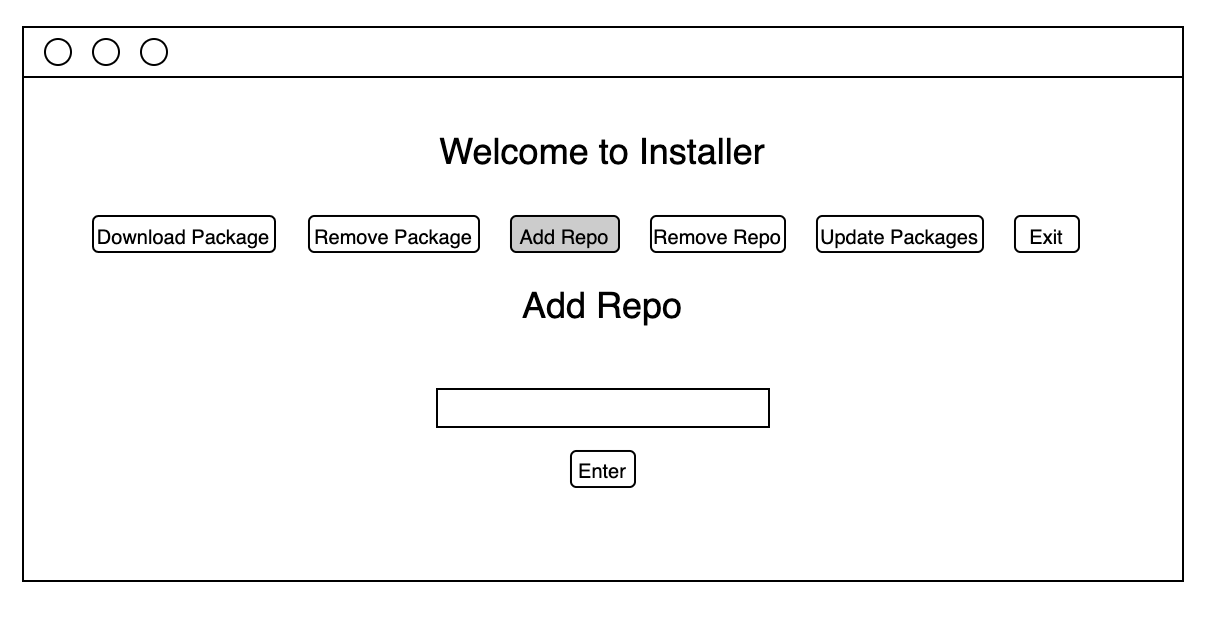 Welcome to Installer
Download Package Remove Package Add Repo Remove Repo Update Packages Exit
Add Repo
Enter